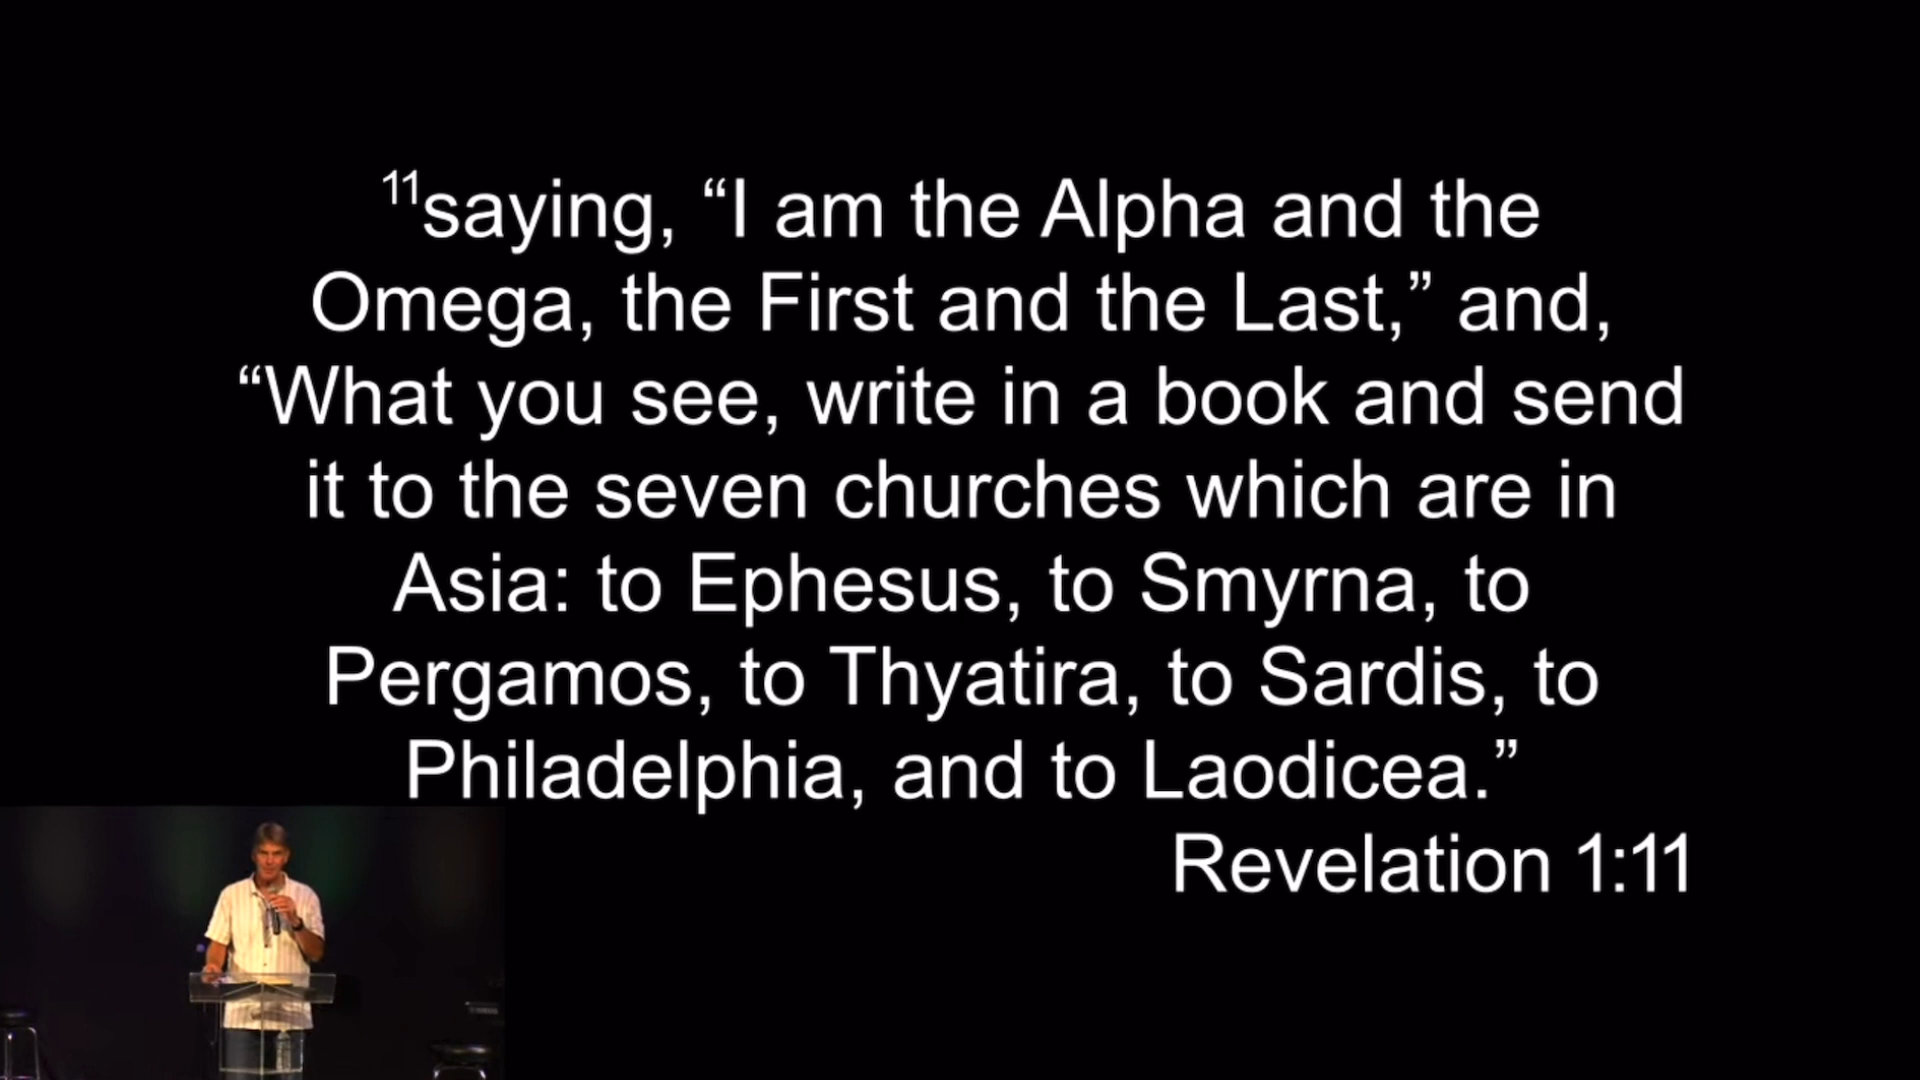 11saying, “I am the Alpha and the
Omega, the First and the Last,” and,
“What you see, write in a book and send
it to the seven churches which are in
Asia: to Ephesus, to Smyrna, to
Pergamos, to Thyatira, to Sardis, to
Philadelphia, and to Laodicea.”
Revelation 1:11